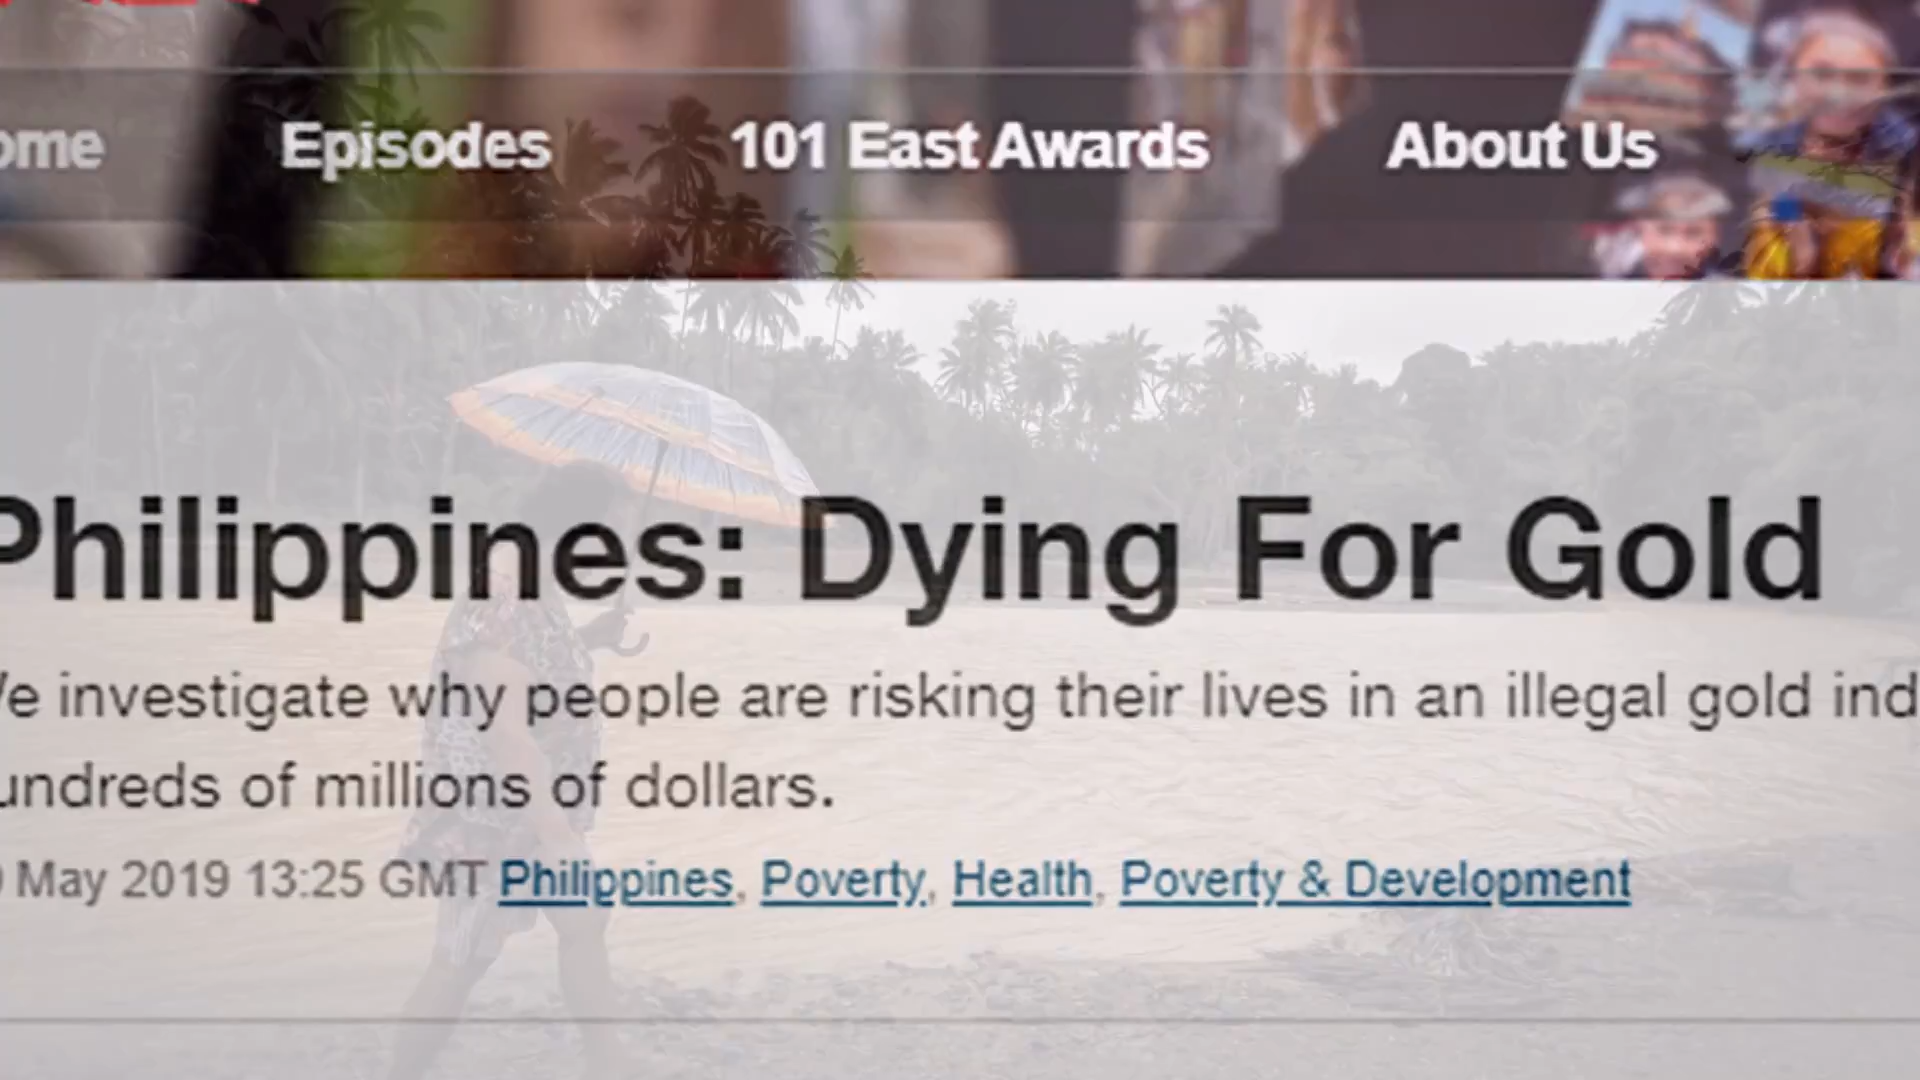 Episodes 101 East Awards About Us
Philippines: Dying For Gold
investigate why people are risking their lives in an illegal gold
of millions of dollars.
May 2019 13:25 GMT Philippines, Poverty, Health, Poverty & Development